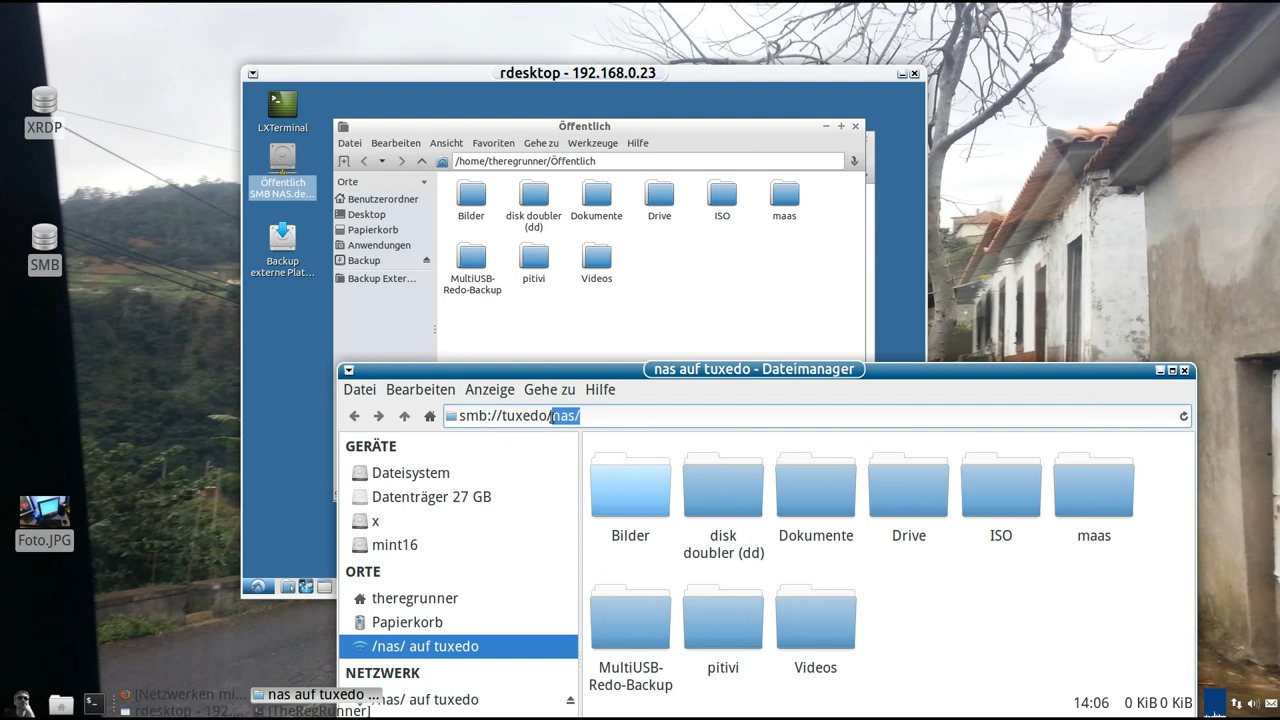 rdesktop - 192.168.0.23
XRDP
SMB
Foto.JPG
LXTerminal
Öffentlich
SMB NAS.de...
Backup
externe Plat...
Öffentlich
Datei Bearbeiten Ansicht Favoriten Gehe zu Werkzeuge Hilfe
/home/theregrunner/Öffentlich
Orte
Benutzerordner
Desktop
Papierkorb
Anwendungen
Backup
Backup Exter...
Bilder
disk doubler
(dd)
Dokumente
Drive
ISO
maas
MultiUSB-
Redo-Backup
pitivi
Videos
nas auf tuxedo - Dateimanager
Datei Bearbeiten Anzeige Gehe zu Hilfe
smb://tuxedo/nas/
GERÄTE
Dateisystem
Datenträger 27 GB
x
mint16
ORTE
theregrunner
Papierkorb
/nas/ auf tuxedo
NETZWERK
/nas/ auf tuxedo
Bilder
disk
doubler (dd)
Dokumente
Drive
ISO
maas
MultiUSB-
Redo-Backup
pitivi
Videos
[Netzwerken mi...
nas auf tuxedo ...
rdesktop - 192....
[TheRegRunner]
14:06 0 KiB 0 KiB